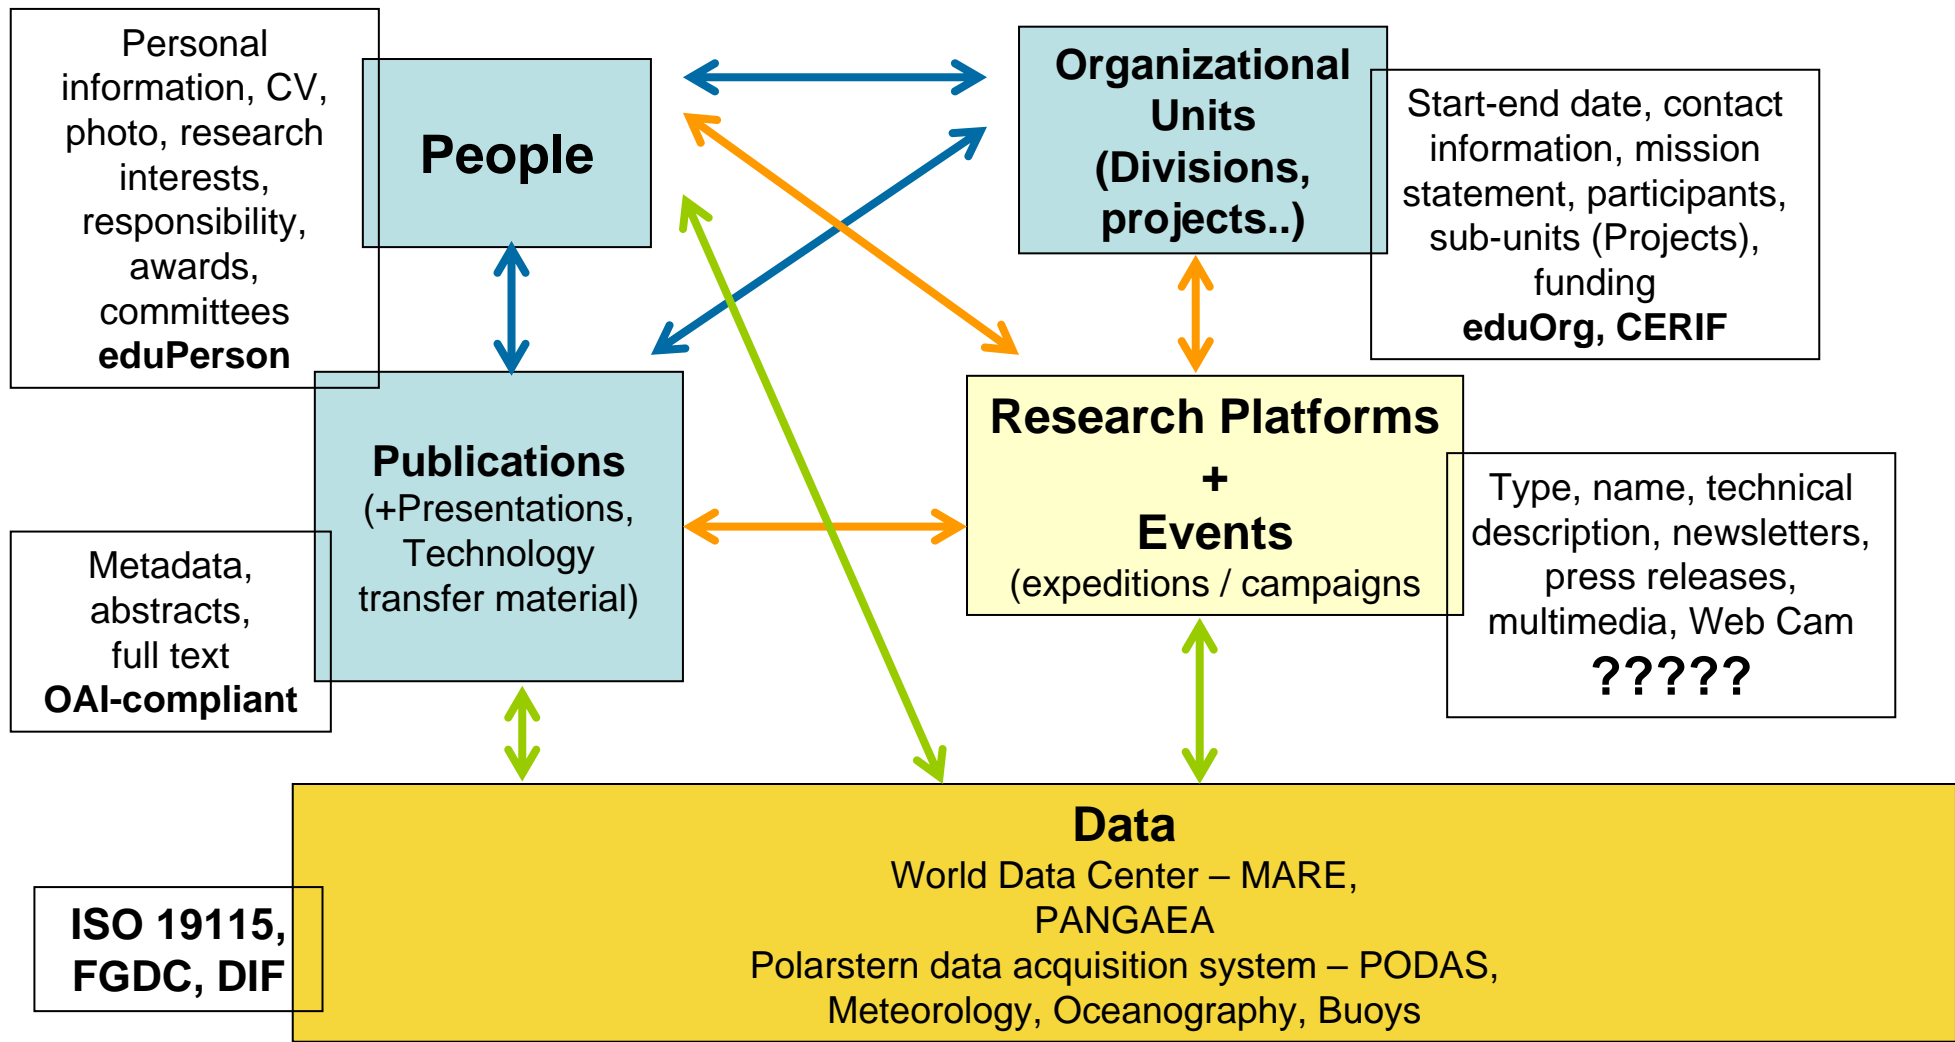 Personal
information, CV,
photo, research
interests,
responsibility,
awards,
committees
eduPerson
People
Organizational
Units
(Divisions,
projects..)
Start-end date, contact
information, mission
statement, participants,
sub-units (Projects),
funding
eduOrg, CERIF
Publications
(+Presentations,
Technology
transfer material)
Metadata,
abstracts,
full text
OAI-compliant
Research Platforms
+
Events
(expeditions / campaigns
Type, name, technical
description, newsletters,
press releases,
multimedia, Web Cam
?????
Data
World Data Center – MARE,
PANGAEA
Polarstern data acquisition system – PODAS,
Meteorology, Oceanography, Buoys
ISO 19115,
FGDC, DIF